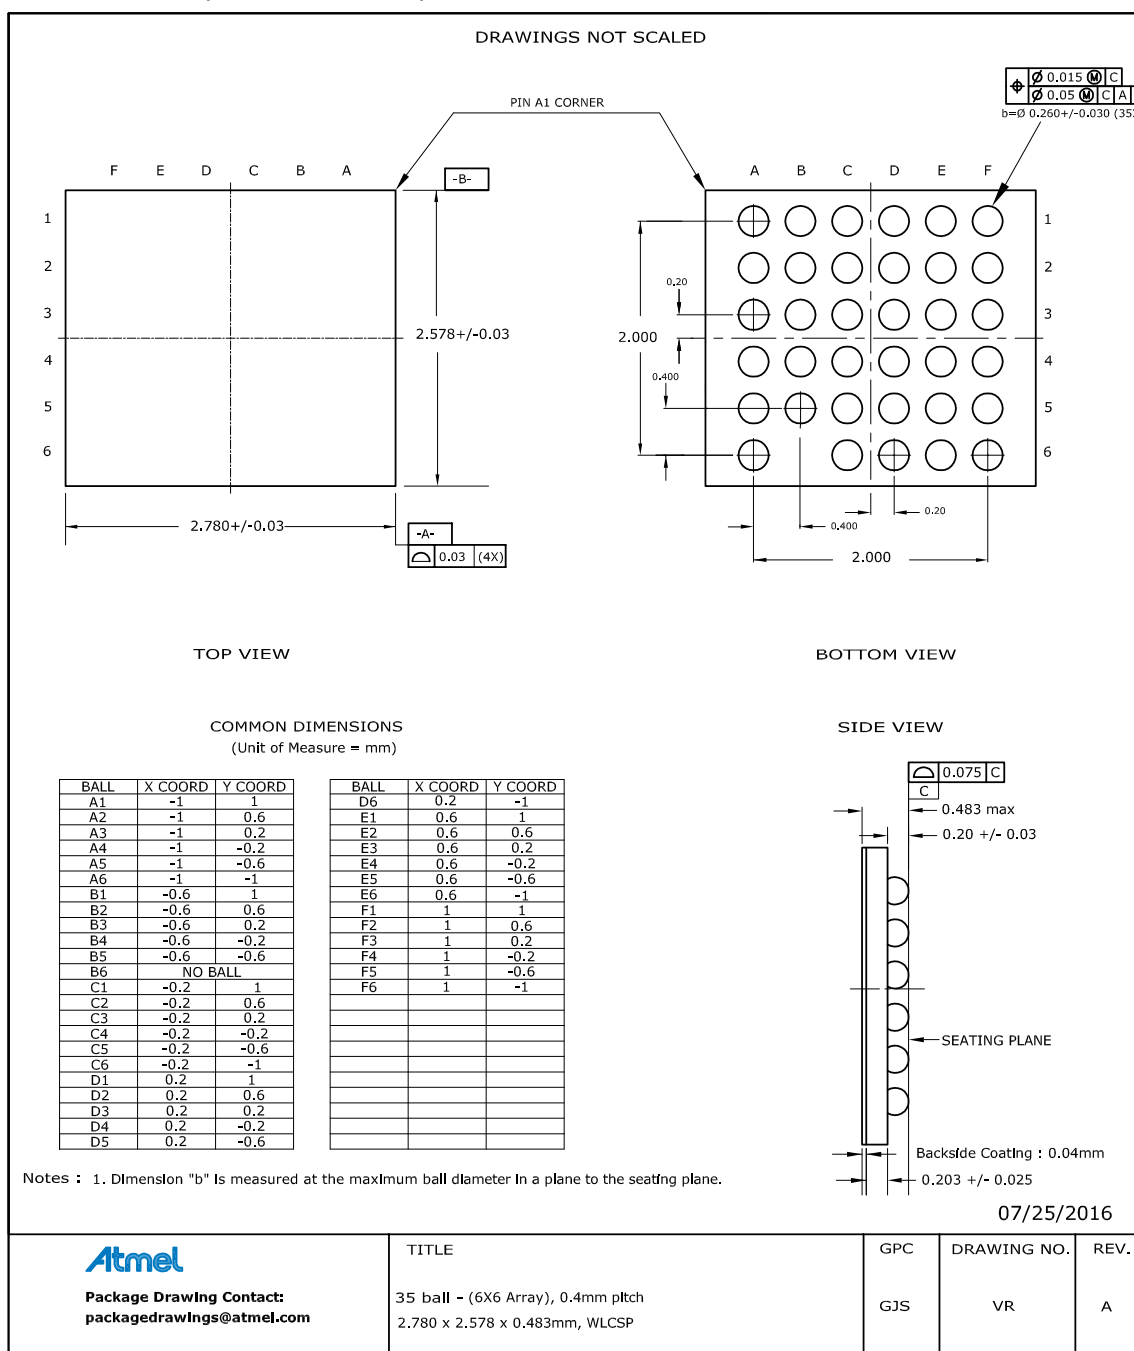 DRAWINGS NOT SCALED
Ø 0.015 Ⓜ C
Ø 0.05 Ⓜ C A
b=Ø 0.260+/-0.030 (35
PIN A1 CORNER
F E D C B A
-B-
A B C D E F
1
2
3
4
5
6
2.578+/-0.03
2.780+/-0.03
-A-
0.03 (4X)
1
2
3
4
5
6
0.20
2.000
0.400
0.20
0.400
2.000
TOP VIEW
BOTTOM VIEW
COMMON DIMENSIONS
(Unit of Measure = mm)
SIDE VIEW
BALL X COORD Y COORD
A1 -1 1
A2 -1 0.6
A3 -1 0.2
A4 -1 -0.2
A5 -1 -0.6
A6 -1 -1
B1 -0.6 1
B2 -0.6 0.6
B3 -0.6 0.2
B4 -0.6 -0.2
B5 -0.6 -0.6
B6 NO BALL
C1 -0.2 1
C2 -0.2 0.6
C3 -0.2 0.2
C4 -0.2 -0.2
C5 -0.2 -0.6
C6 -0.2 -1
D1 0.2 1
D2 0.2 0.6
D3 0.2 0.2
D4 0.2 -0.2
D5 0.2 -0.6
BALL X COORD Y COORD
D6 0.2 -1
E1 0.6 1
E2 0.6 0.6
E3 0.6 0.2
E4 0.6 -0.2
E5 0.6 -0.6
E6 0.6 -1
F1 1 1
F2 1 0.6
F3 1 0.2
F4 1 -0.2
F5 1 -0.6
F6 1 -1
0.075 C
C
0.483 max
0.20 +/- 0.03
SEATING PLANE
Backside Coating : 0.04mm
0.203 +/- 0.025
Notes : 1. Dimension "b" is measured at the maximum ball diameter in a plane to the seating plane.
07/25/2016
Atmel
Package Drawing Contact:
packagedrawings@atmel.com
TITLE
35 ball - (6X6 Array), 0.4mm pitch
2.780 x 2.578 x 0.483mm, WLCSP
GPC
GJS
DRAWING NO.
VR
REV.
A